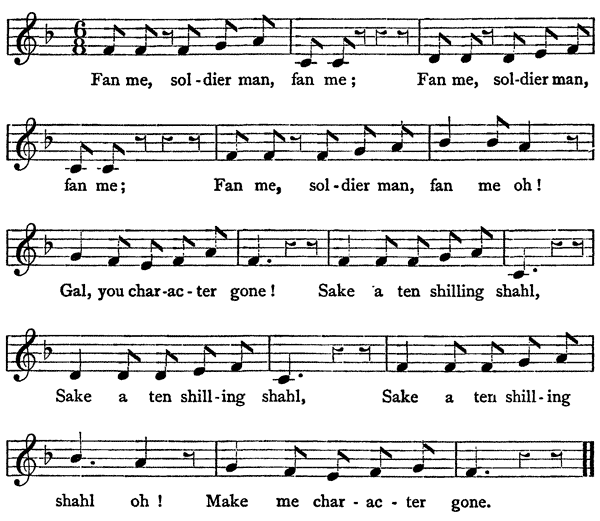 6
8
Fan me, sol-dier man, fan me; Fan me, sol-dier man,
fan me; Fan me, sol-dier man, fan me oh!
Gal, you char-ac-ter gone! Sake a ten shilling shahl,
Sake a ten shill-ing shahl, Sake a ten shill-ing
shahl oh! Make me char-ac-ter gone.